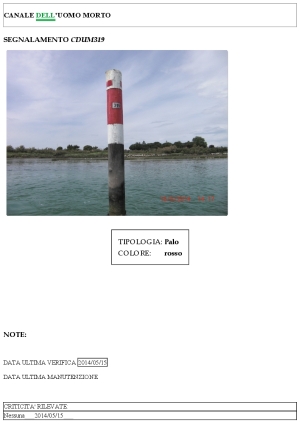 CANALE DELL'UOMO MORTO
SEGNALAMENTO CDUM319
TIPOLOGIA: Palo
COLORE: rosso
NOTE:
DATA ULTIMA VERIFICA 2014/05/15
DATA ULTIMA MANUTENZIONE
CRITICITA' RILEVATE
Nessuna 2014/05/15